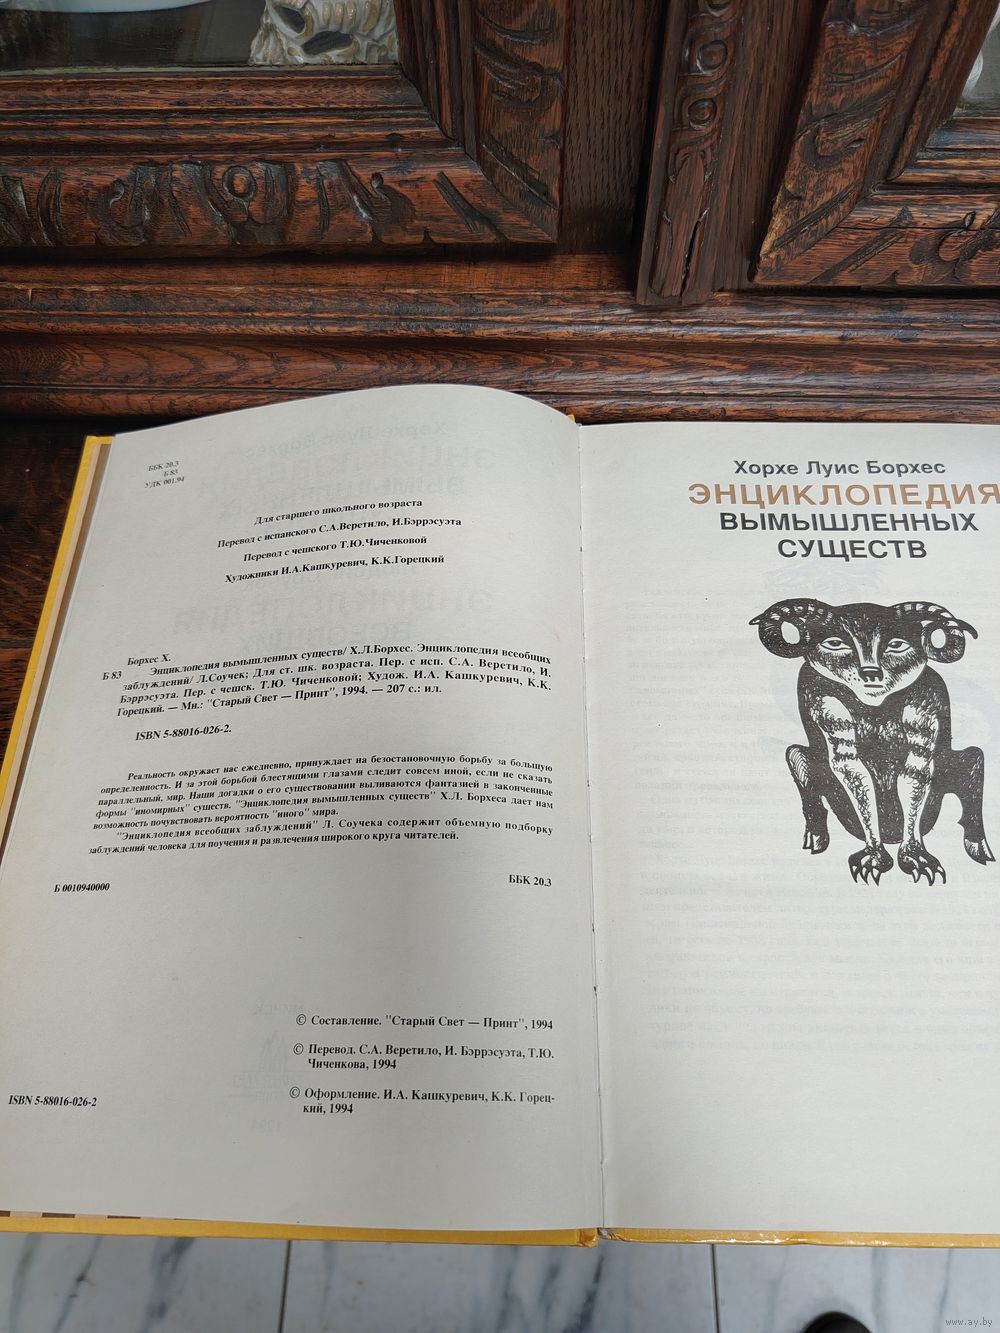 ББК 20.3
Б 83
УДК 001.94
Для старшего школьного возраста
Перевод с испанского С.А.Веретило, И.Бэррэсуэта
Перевод с чешского Т.Ю.Чиченковой
Художники И.А.Кашкуревич, К.К.Горецкий
Борхес Х.
Б 83 Энциклопедия вымышленных существ/ Х.Л.Борхес. Энциклопедия всеобщих
заблуждений/ Л.Соучек; Для ст. шк. возраста. Пер. с исп. С.А. Веретило, И.
Бэррэсуэта. Пер. с чешск. Т.Ю. Чиченковой; Худож. И.А. Кашкуревич, К.К.
Горецкий. — Мн.: "Старый Свет — Принт", 1994. — 207 с.: ил.
ISBN 5-88016-026-2.
Реальность окружает нас ежедневно, принуждает на безостановочную борьбу за большую
определенность. И за этой борьбой блестящими глазами следит совсем иной, если не сказать
параллельный, мир. Наши догадки о его существовании выливаются фантазией в законченные
формы "иномирных" существ. "Энциклопедия вымышленных существ" Х.Л. Борхеса дает нам
возможность почувствовать вероятность "иного" мира.
"Энциклопедия всеобщих заблуждений" Л. Соучека содержит объемную подборку
заблуждений человека для поучения и развлечения широкого круга читателей.
Б 0010940000
ББК 20.3
© Составление. "Старый Свет — Принт", 1994
© Перевод. С.А. Веретило, И. Бэррэсуэта, Т.Ю.
Чиченкова, 1994
© Оформление. И.А. Кашкуревич, К.К. Горец-
кий, 1994
ISBN 5-88016-026-2
Хорхе Луис Борхес
ЭНЦИКЛОПЕДИЯ
ВЫМЫШЛЕННЫХ
СУЩЕСТВ
www.ay.by